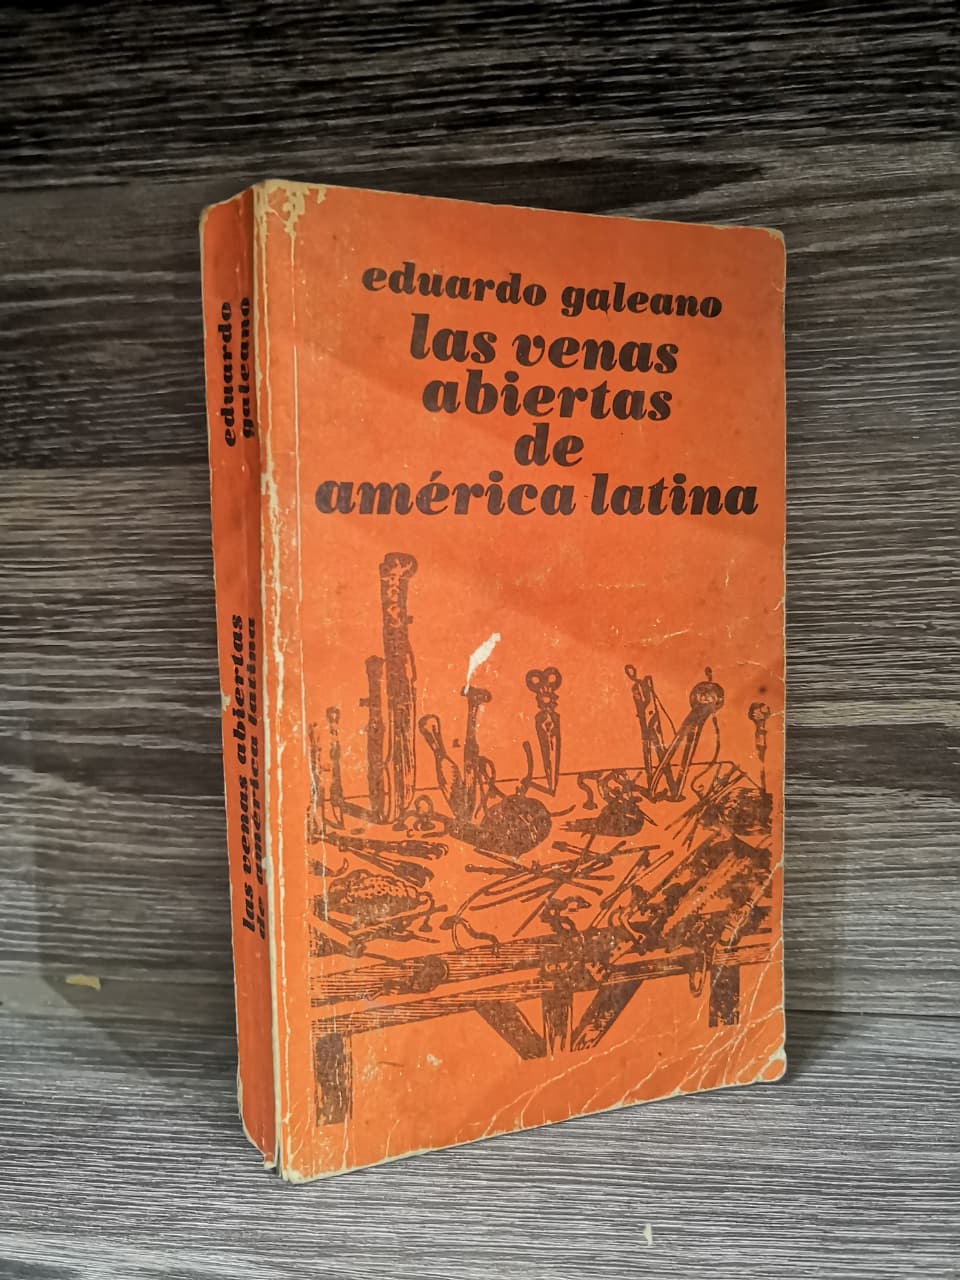 eduardo galeano
las venas
abiertas
de
américa latina
eduardo
galeano
las venas abiertas
de américa latina